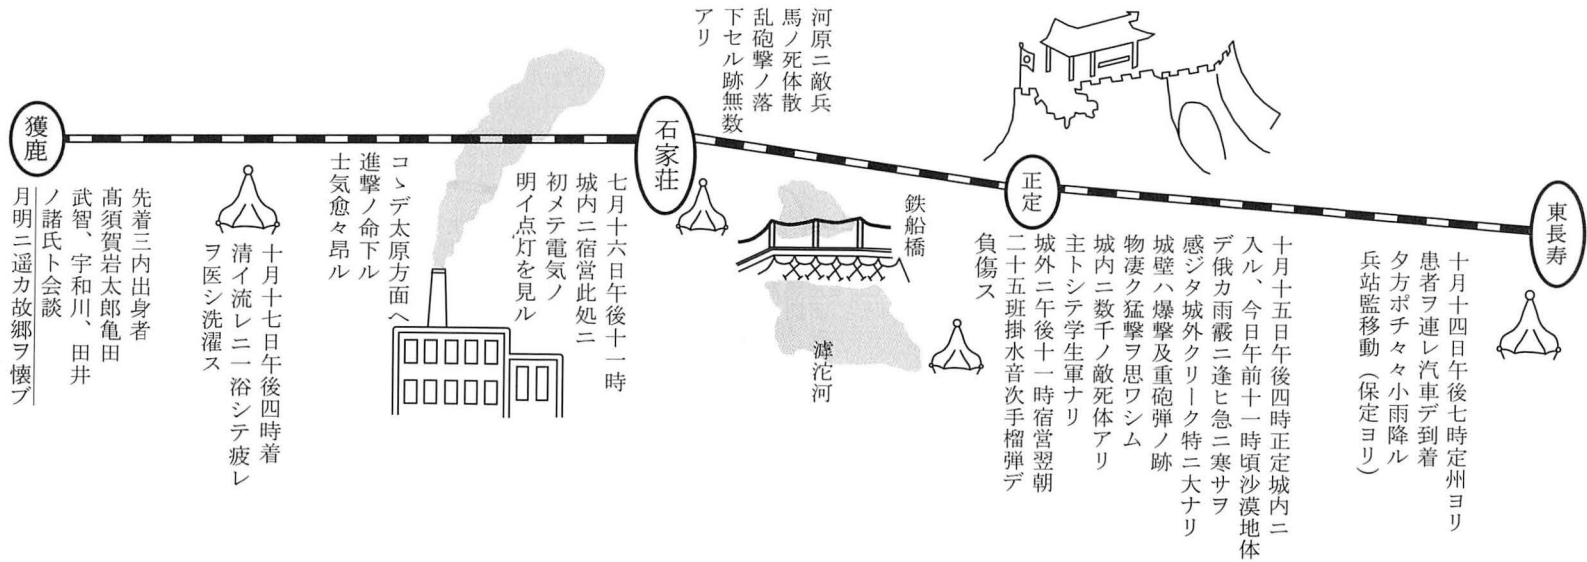 東長寿
十月十四日午後七時定州ヨリ
患者ヲ連レ汽車デ到着
夕方ポチ々々小雨降ル
兵站監移動（保定ヨリ）
正定
十月十五日午後四時正定城内ニ
入ル、今日午前十一時頃沙漠地体
デ俄カ雨霰ニ逢ヒ急ニ寒サヲ
感ジタ城外クリーク特ニ大ナリ
城壁ハ爆撃及重砲弾ノ跡
物凄ク猛撃ヲ思ワシム
城内ニ数千ノ敵死体アリ
主トシテ学生軍ナリ
城外ニ午後十一時宿営翌朝
二十五班掛水音次手榴弾デ
負傷ス
鉄船橋
滹沱河
河原ニ敵兵
馬ノ死体散
乱砲撃ノ落
下セル跡無数
アリ
石家荘
七月十六日午後十一時
城内ニ宿営此処ニ
初メテ電気ノ
明イ点灯を見ル
コヽデ太原方面へ
進撃ノ命下ル
士気愈々昂ル
十月十七日午後四時着
清イ流レニ一浴シテ疲レ
ヲ医シ洗濯ス
獲鹿
先着三内出身者
髙須賀岩太郎亀田
武智、宇和川、田井
ノ諸氏ト会談
月明ニ遥カ故郷ヲ懐ブ